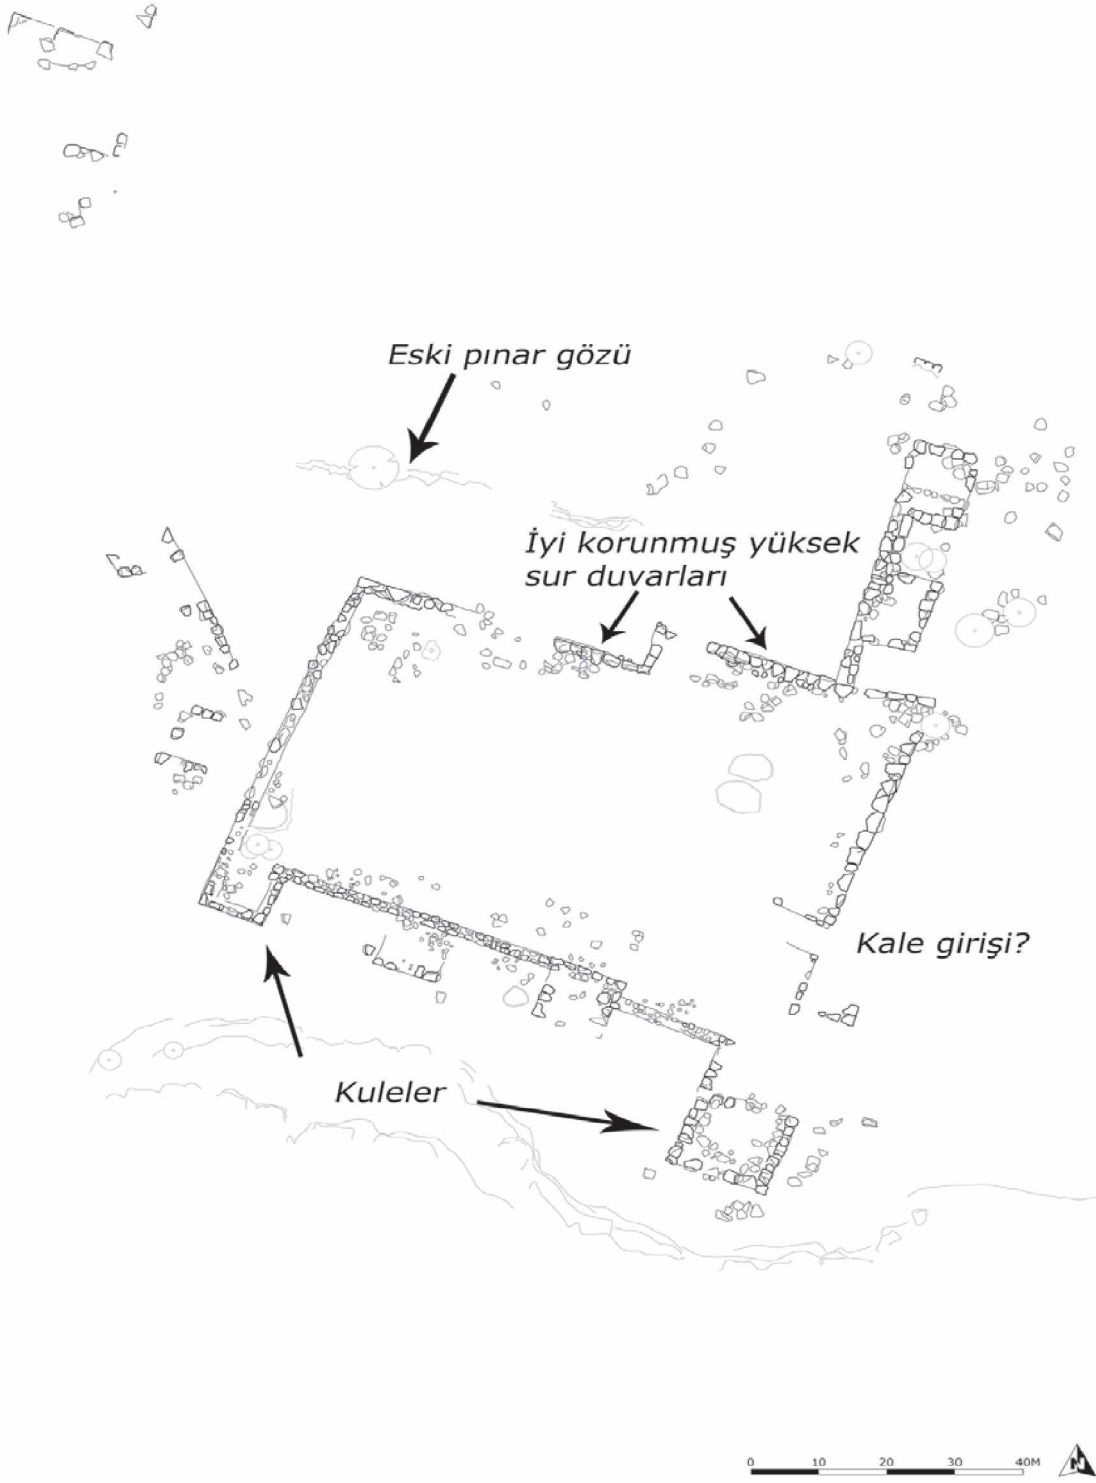 Eski pınar gözü
İyi korunmuş yüksek
sur duvarları
Kale girişi?
Kuleler
0 10 20 30 40M
N